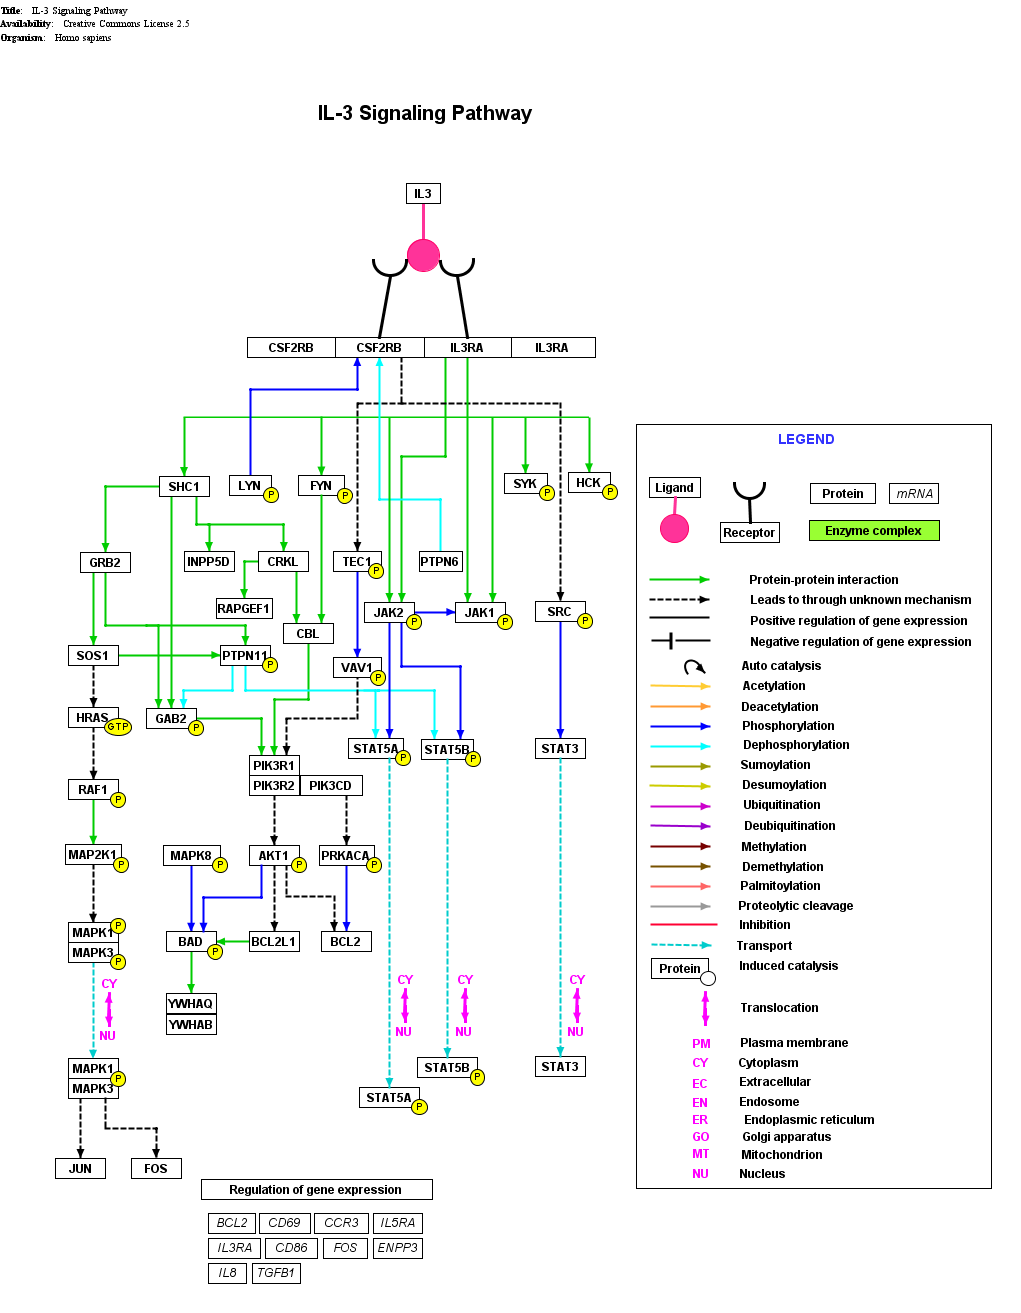 Title: IL-3 Signaling Pathway
Availability: Creative Commons License 2.5
Organism: Homo sapiens
IL-3 Signaling Pathway
IL3
CSF2RB CSF2RB IL3RA IL3RA
LEGEND
SHC1 LYN P FYN P SYK P HCK P
Ligand Receptor Protein mRNA
Enzyme complex
GRB2 INPP5D CRKL TEC1 P PTPN6
RAPGEF1 JAK2 P JAK1 P SRC P
CBL
SOS1 PTPN11 P VAV1 P
HRAS GTP GAB2 P
STAT5A P STAT5B P STAT3
PIK3R1
PIK3R2 PIK3CD
RAF1 P
MAP2K1 P MAPK8 P AKT1 P PRKACA P
MAPK1 P
MAPK3 P
BAD P BCL2L1 BCL2
CY CY CY CY
YWHAQ
YWHAB
NU NU NU NU
MAPK1 P
MAPK3
STAT5B P STAT3
STAT5A P
JUN FOS
Protein-protein interaction
Leads to through unknown mechanism
Positive regulation of gene expression
Negative regulation of gene expression
Auto catalysis
Acetylation
Deacetylation
Phosphorylation
Dephosphorylation
Sumoylation
Desumoylation
Ubiquitination
Deubiquitination
Methylation
Demethylation
Palmitoylation
Proteolytic cleavage
Inhibition
Transport
Protein Induced catalysis
Translocation
PM Plasma membrane
CY Cytoplasm
EC Extracellular
EN Endosome
ER Endoplasmic reticulum
GO Golgi apparatus
MT Mitochondrion
NU Nucleus
Regulation of gene expression
BCL2 CD69 CCR3 IL5RA
IL3RA CD86 FOS ENPP3
IL8 TGFB1